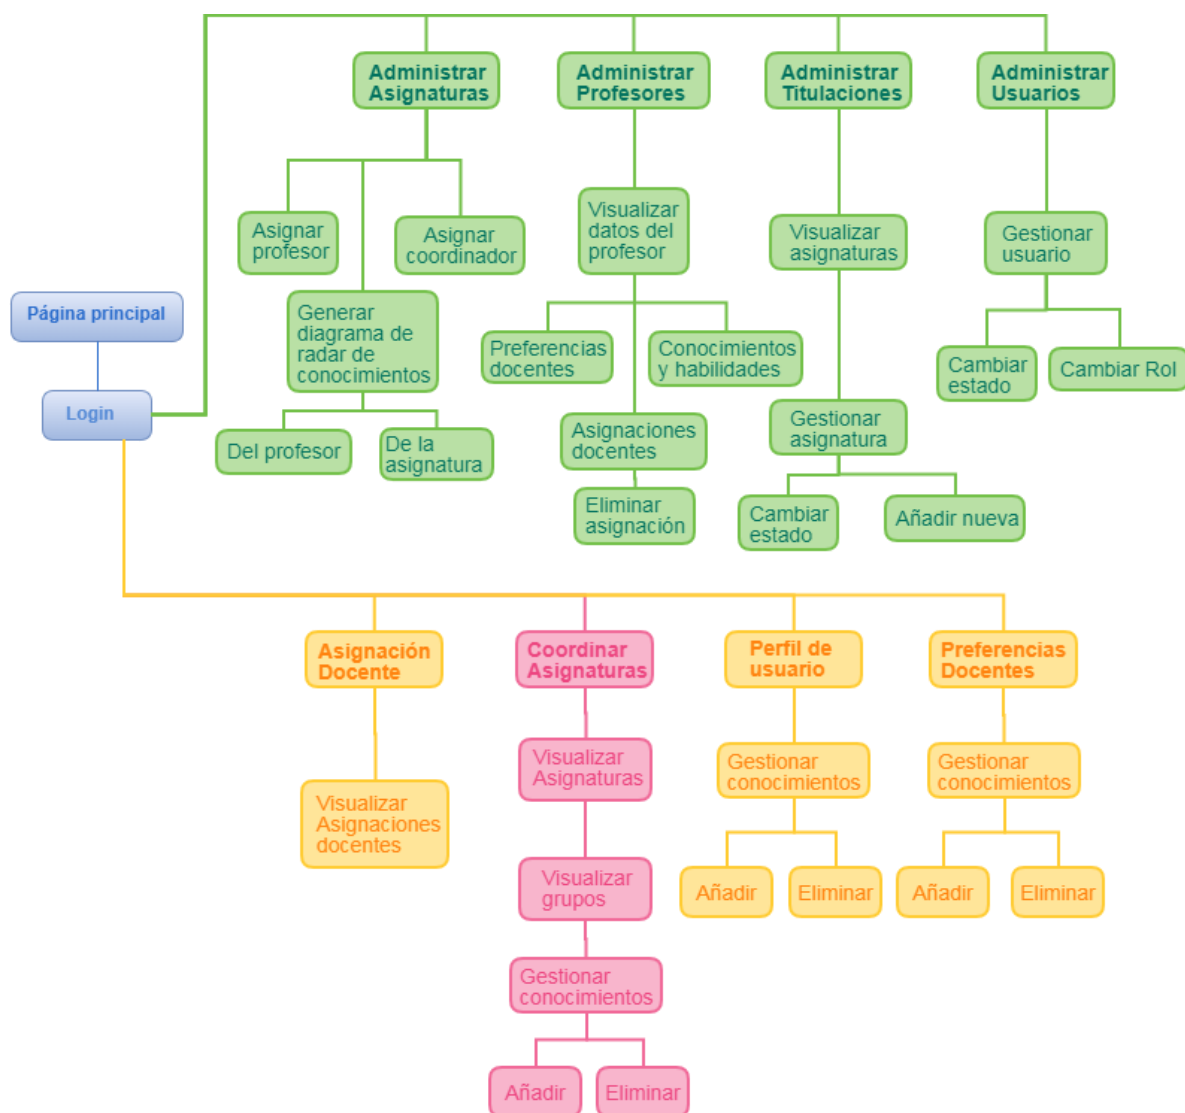 Administrar
Asignaturas
Administrar
Profesores
Administrar
Titulaciones
Administrar
Usuarios
Asignar
profesor
Asignar
coordinador
Visualizar
datos del
profesor
Visualizar
asignaturas
Gestionar
usuario
Página principal
Login
Generar
diagrama de
radar de
conocimientos
Preferencias
docentes
Conocimientos
y habilidades
Cambiar
estado
Cambiar Rol
Del profesor
De la
asignatura
Asignaciones
docentes
Gestionar
asignatura
Eliminar
asignación
Cambiar
estado
Añadir nueva
Asignación
Docente
Coordinar
Asignaturas
Perfil de
usuario
Preferencias
Docentes
Visualizar
Asignaciones
docentes
Visualizar
Asignaturas
Gestionar
conocimientos
Gestionar
conocimientos
Visualizar
grupos
Añadir
Eliminar
Añadir
Eliminar
Gestionar
conocimientos
Añadir
Eliminar